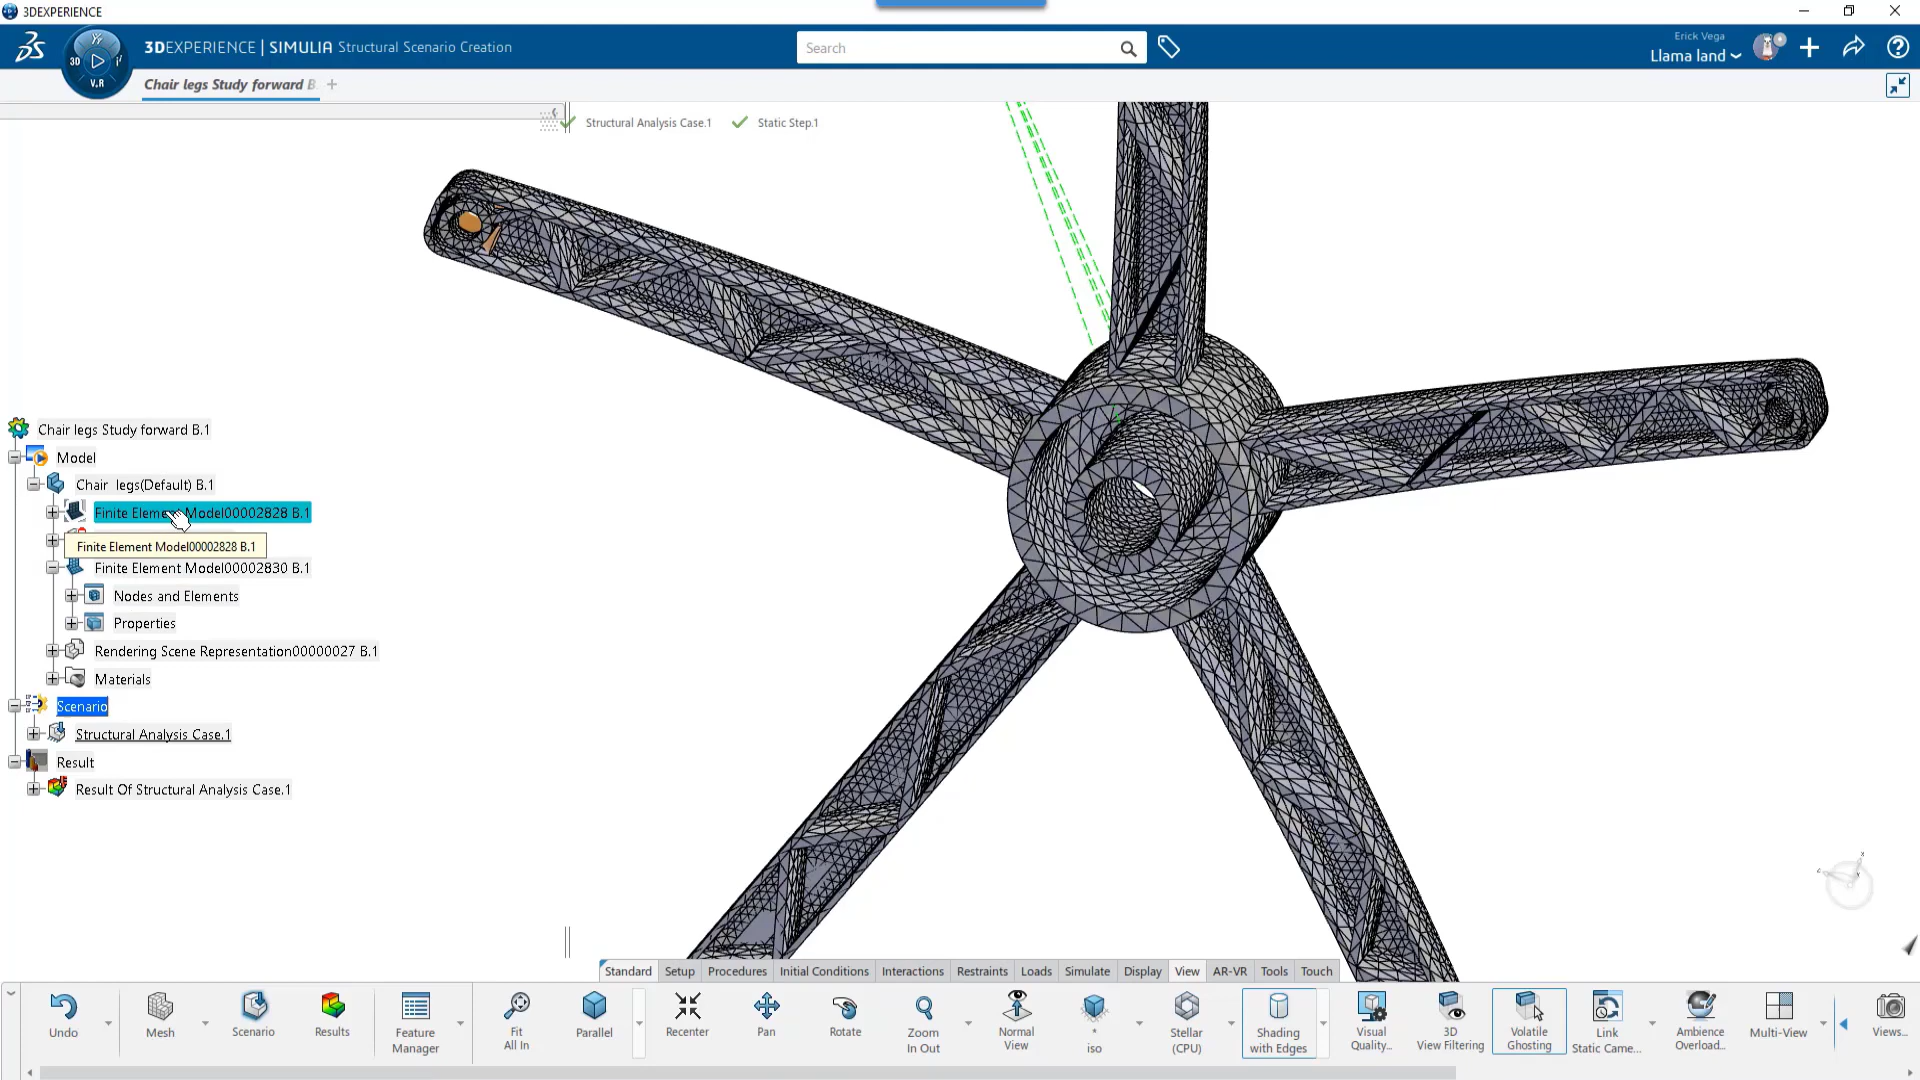 3DEXPERIENCE
3DEXPERIENCE | SIMULIA Structural Scenario Creation
Search
Erick Vega
Llama land
3D
V.R
Chair legs Study forward B
Structural Analysis Case.1
Static Step.1
Chair legs Study forward B.1
Model
Chair legs(Default) B.1
Finite Element Model00002828 B.1
Finite Element Model00002828 B.1
Finite Element Model00002830 B.1
Nodes and Elements
Properties
Rendering Scene Representation00000027 B.1
Materials
Scenario
Structural Analysis Case.1
Result
Result Of Structural Analysis Case.1
Standard Setup Procedures Initial Conditions Interactions Restraints Loads Simulate Display View AR-VR Tools Touch
Undo
Mesh
Scenario
Results
Feature
Manager
Fit
All In
Parallel
Recenter
Pan
Rotate
Zoom
In Out
Normal
View
*
iso
Stellar
(CPU)
Shading
with Edges
Visual
Quality...
3D
View Filtering
Volatile
Ghosting
Link
Static Came...
Ambience
Overload...
Multi-View
Views...